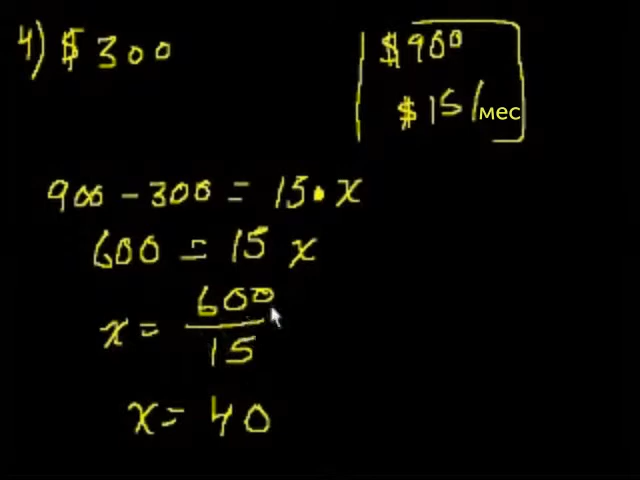 4) $ 300
$900
$15/мес
900 - 300 = 15 • x
600 = 15 x
x = 600/15
x = 40